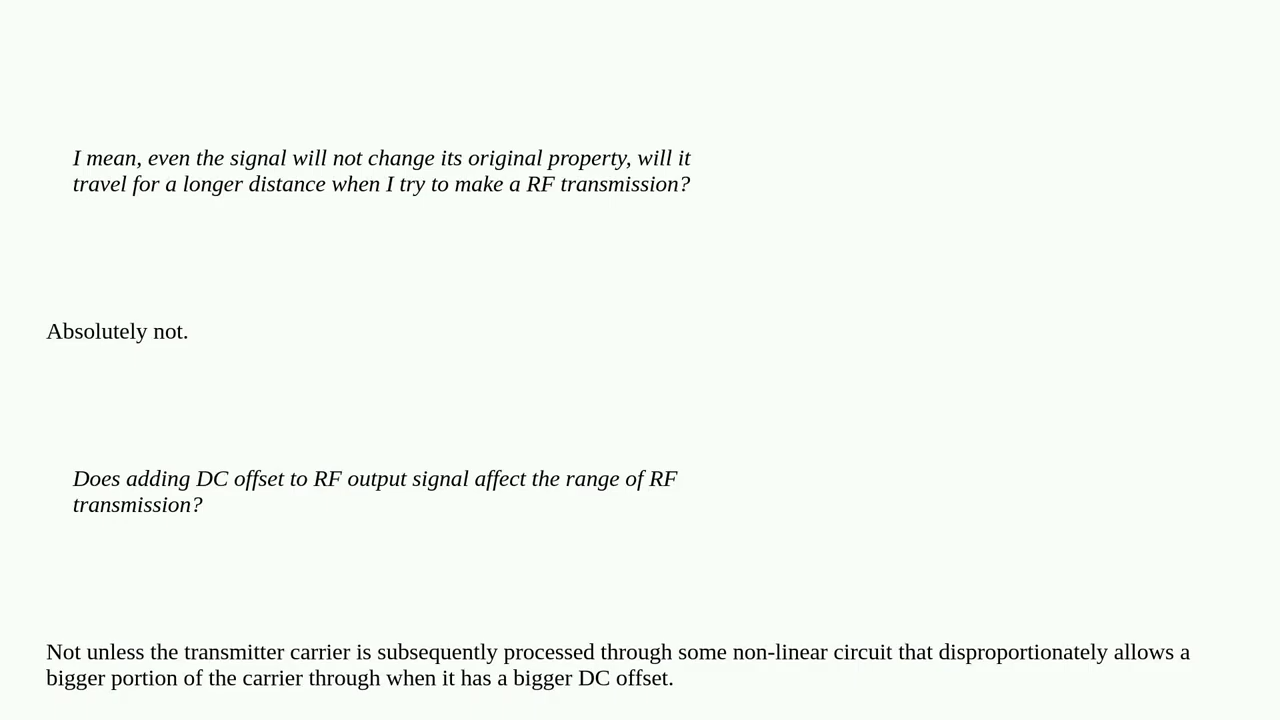 I mean, even the signal will not change its original property, will it
travel for a longer distance when I try to make a RF transmission?
Absolutely not.
Does adding DC offset to RF output signal affect the range of RF
transmission?
Not unless the transmitter carrier is subsequently processed through some non-linear circuit that disproportionately allows a
bigger portion of the carrier through when it has a bigger DC offset.